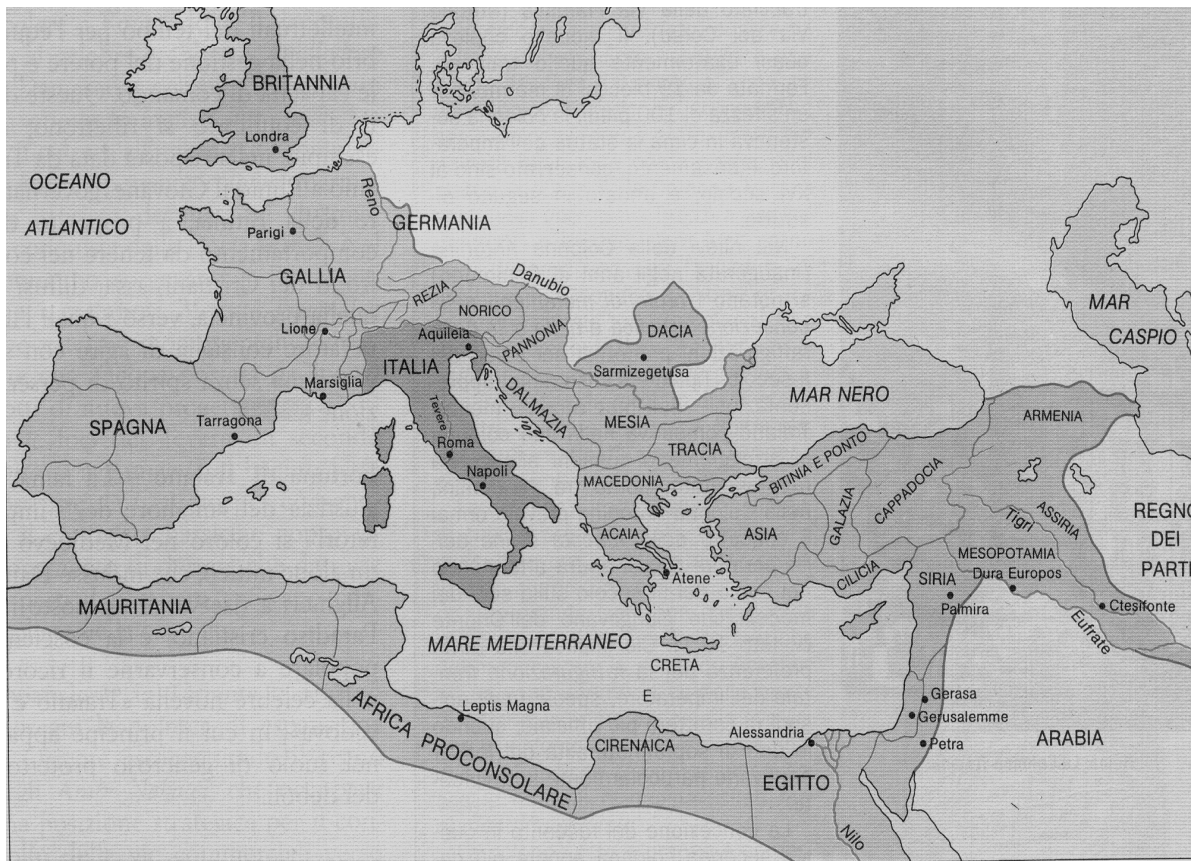 BRITANNIA
Londra
OCEANO
ATLANTICO
Reno
GERMANIA
Parigi
GALLIA
Danubio
REZIA
NORICO
MAR
CASPIO
Lione
Aquileia
PANNONIA
DACIA
Sarmizegetusa
ITALIA
Marsiglia
DALMAZIA
MAR NERO
SPAGNA
Tarragona
Tevere
Roma
MESIA
TRACIA
ARMENIA
Napoli
MACEDONIA
BITINIA E PONTO
CAPPADOCIA
GALAZIA
ASIA
ACAIA
Tigri
ASSIRIA
REGNO
DEI
PARTI
MESOPOTAMIA
Atene
CILICIA
SIRIA
Dura Europos
Palmira
Ctesifonte
Eufrate
MAURITANIA
MARE MEDITERRANEO
CRETA
E
CIRENAICA
Leptis Magna
AFRICA PROCONSOLARE
Alessandria
Gerasa
Gerusalemme
Petra
ARABIA
EGITTO
Nilo